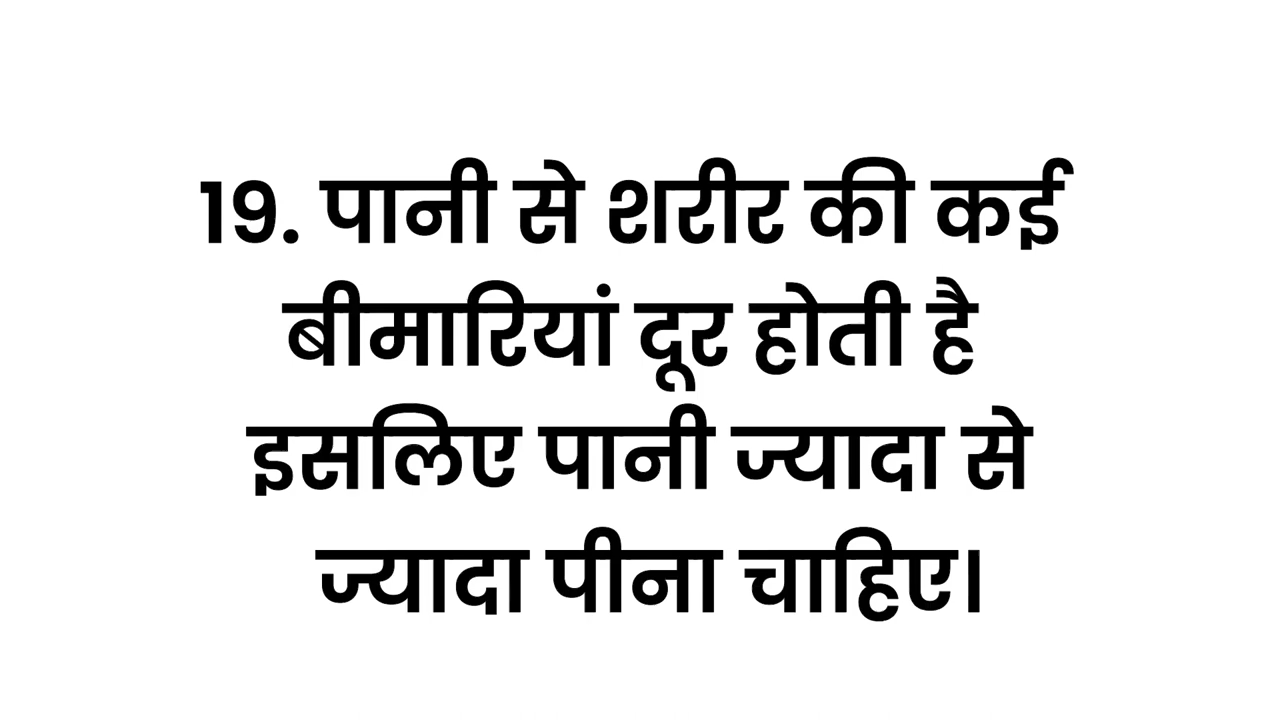 19. पानी से शरीर की कई
बीमारियां दूर होती है
इसलिए पानी ज्यादा से
ज्यादा पीना चाहिए।